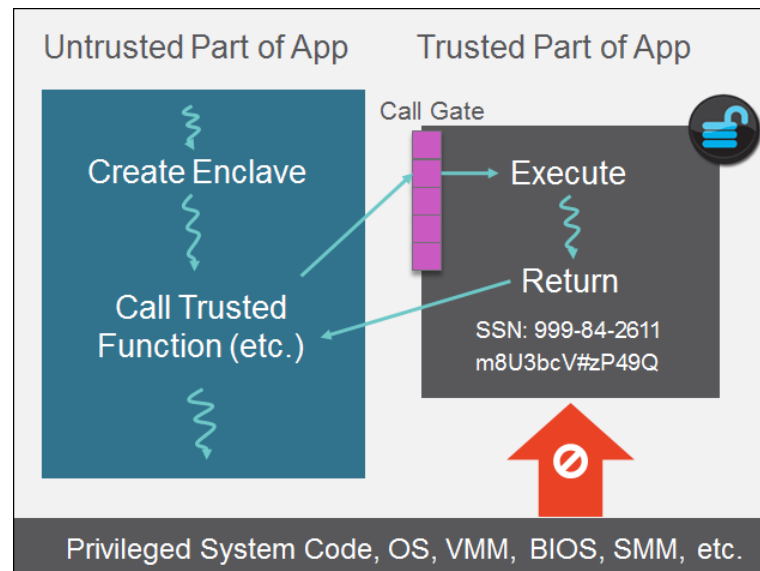 Untrusted Part of App
Trusted Part of App
Call Gate
Create Enclave
Execute
Call Trusted
Function (etc.)
Return
SSN: 999-84-2611
m8U3bcV#zP49Q
Privileged System Code, OS, VMM, BIOS, SMM, etc.